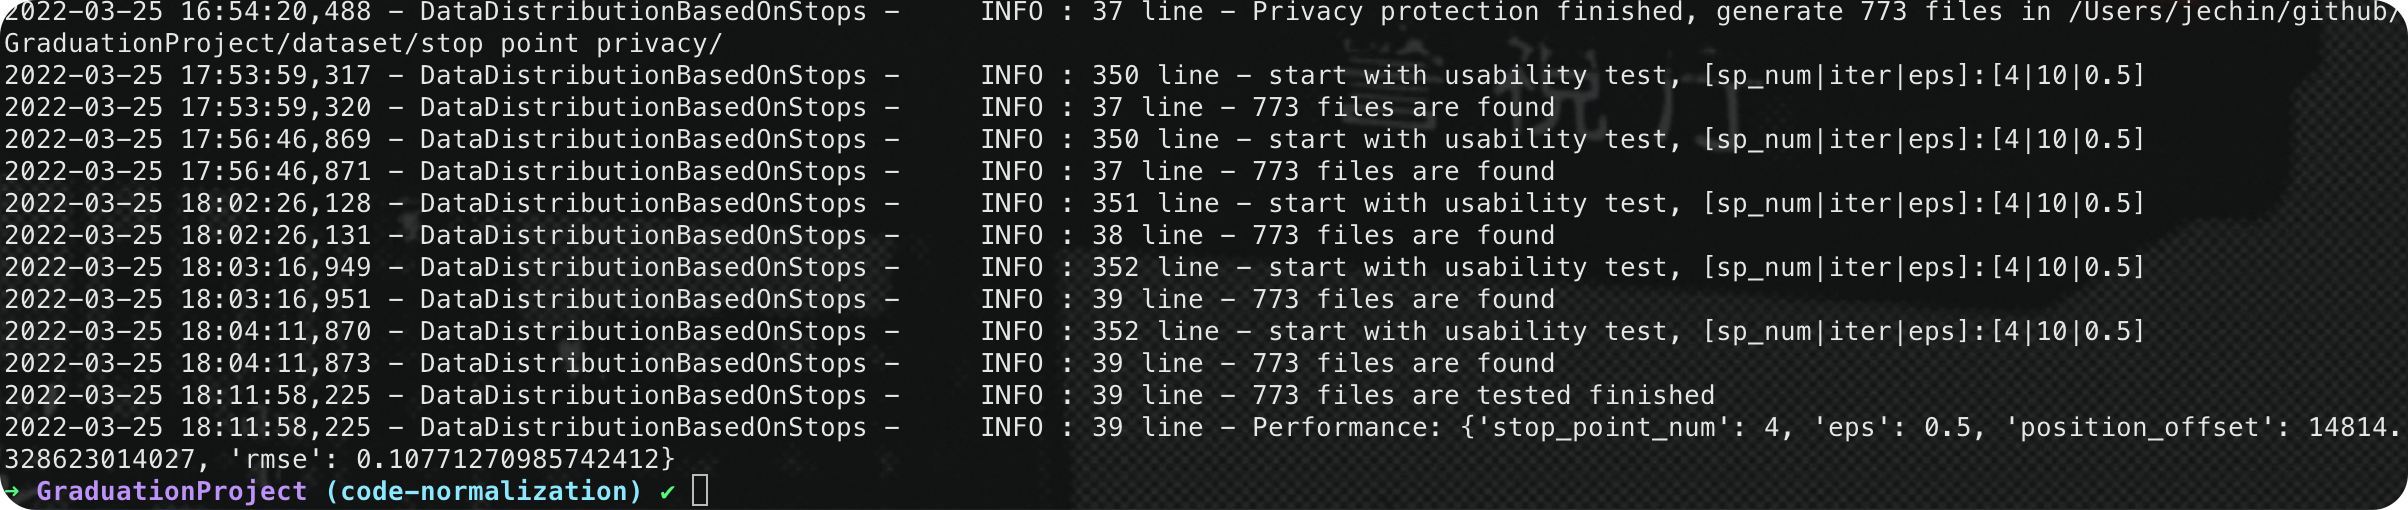 2022-03-25 16:54:20,488 - DataDistributionBasedOnStops -     INFO : 37 line - Privacy protection finished, generate 773 files in /Users/jechin/github/
GraduationProject/dataset/stop point privacy/
2022-03-25 17:53:59,317 - DataDistributionBasedOnStops -     INFO : 350 line - start with usability test, [sp_num|iter|eps]:[4|10|0.5]
2022-03-25 17:53:59,320 - DataDistributionBasedOnStops -     INFO : 37 line - 773 files are found
2022-03-25 17:56:46,869 - DataDistributionBasedOnStops -     INFO : 350 line - start with usability test, [sp_num|iter|eps]:[4|10|0.5]
2022-03-25 17:56:46,871 - DataDistributionBasedOnStops -     INFO : 37 line - 773 files are found
2022-03-25 18:02:26,128 - DataDistributionBasedOnStops -     INFO : 351 line - start with usability test, [sp_num|iter|eps]:[4|10|0.5]
2022-03-25 18:02:26,131 - DataDistributionBasedOnStops -     INFO : 38 line - 773 files are found
2022-03-25 18:03:16,949 - DataDistributionBasedOnStops -     INFO : 352 line - start with usability test, [sp_num|iter|eps]:[4|10|0.5]
2022-03-25 18:03:16,951 - DataDistributionBasedOnStops -     INFO : 39 line - 773 files are found
2022-03-25 18:04:11,870 - DataDistributionBasedOnStops -     INFO : 352 line - start with usability test, [sp_num|iter|eps]:[4|10|0.5]
2022-03-25 18:04:11,873 - DataDistributionBasedOnStops -     INFO : 39 line - 773 files are found
2022-03-25 18:11:58,225 - DataDistributionBasedOnStops -     INFO : 39 line - 773 files are tested finished
2022-03-25 18:11:58,225 - DataDistributionBasedOnStops -     INFO : 39 line - Performance: {'stop_point_num': 4, 'eps': 0.5, 'position_offset': 14814.
328623014027, 'rmse': 0.10771270985742412}
→ GraduationProject (code-normalization) ✔